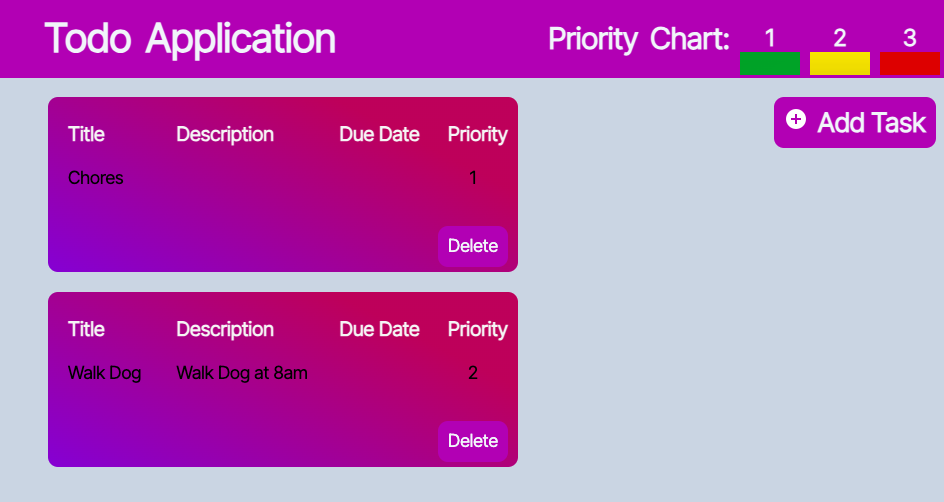 Todo Application
Priority Chart: 1 2 3
Add Task
Title Description Due Date Priority
Chores 1
Delete
Title Description Due Date Priority
Walk Dog Walk Dog at 8am 2
Delete